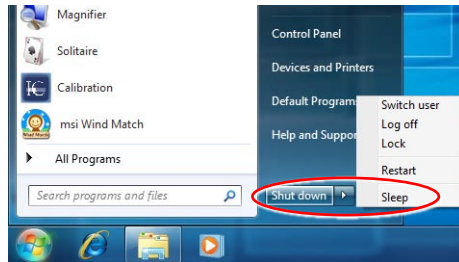 Magnifier
Solitaire
Calibration
msi Wind Match
All Programs
Search programs and files
Control Panel
Devices and Printers
Default Program
Help and Suppor
Shut down
Switch user
Log off
Lock
Restart
Sleep